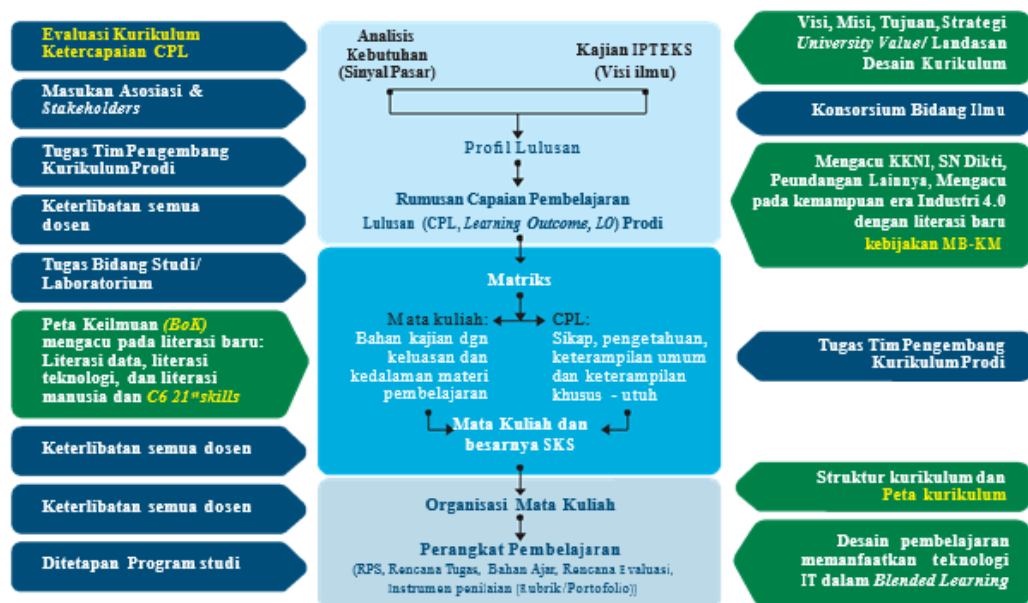 Evaluasi Kurikulum
Ketercapaian CPL
Masukan Asosiasi &
Stakeholders
Tugas Tim Pengembang
Kurikulum Prodi
Keterlibatan semua
dosen
Tugas Bidang Studi/
Laboratorium
Peta Keilmuan (BoK)
mengacu pada literasi baru:
Literasi data, literasi
teknologi, dan literasi
manusia dan C6 21st skills
Keterlibatan semua dosen
Keterlibatan semua dosen
Ditetapan Program studi
Analisis
Kebutuhan
(Sinyal Pasar)
Kajian IPTEKS
(Visi ilmu)
Profil Lulusan
Rumusan Capaian Pembelajaran
Lulusan (CPL, Learning Outcome, LO) Prodi
Matriks
Mata kuliah:
Bahan kajian dgn
keluasan dan
kedalaman materi
pembelajaran
CPL:
Sikap, pengetahuan,
keterampilan umum
dan keterampilan
khusus - utuh
Mata Kuliah dan
besarnya SKS
Organisasi Mata Kuliah
Perangkat Pembelajaran
(RPS, Rencana Tugas, Bahan Ajar, Rencana Evaluasi,
Instrumen penilaian [Rubrik/Portofolio])
Visi, Misi, Tujuan, Strategi
University Value/ Landasan
Desain Kurikulum
Konsorsium Bidang Ilmu
Mengacu KKNI, SN Dikti,
Peundangan Lainnya, Mengacu
pada kemampuan era Industri 4.0
dengan literasi baru
kebijakan MB-KM
Tugas Tim Pengembang
Kurikulum Prodi
Struktur kurikulum dan
Peta kurikulum
Desain pembelajaran
memanfaatkan teknologi
IT dalam Blended Learning